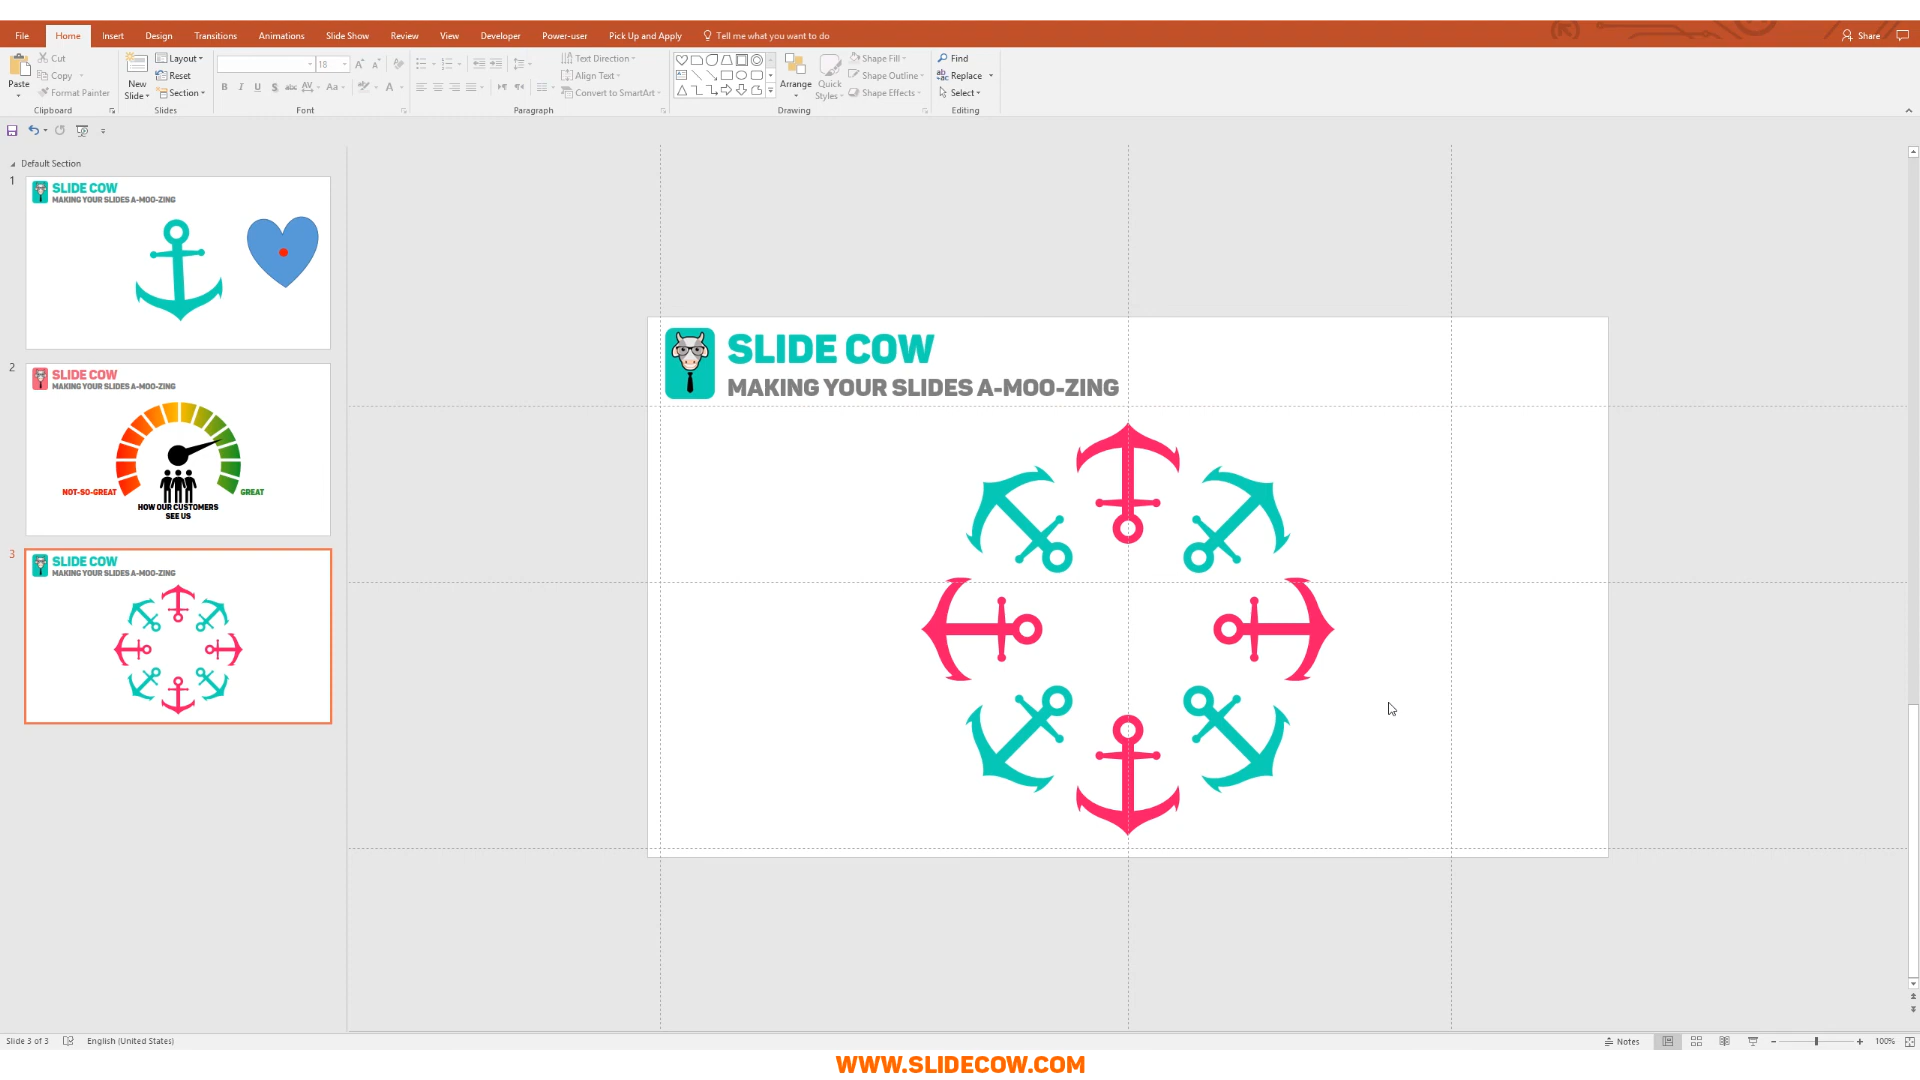 File Home Insert Design Transitions Animations Slide Show Review View Developer Power-user Pick Up and Apply Tell me what you want to do Share
Paste
Cut
Copy
Format Painter
Clipboard
New
Slide
Layout
Reset
Section
Slides
18
Font
Text Direction
Align Text
Convert to SmartArt
Paragraph
Arrange
Quick
Styles
Shape Fill
Shape Outline
Shape Effects
Drawing
Find
Replace
Select
Editing
Default Section
1
SLIDE COW
MAKING YOUR SLIDES A-MOO-ZING
2
SLIDE COW
MAKING YOUR SLIDES A-MOO-ZING
NOT-SO-GREAT
GREAT
HOW OUR CUSTOMERS
SEE US
3
SLIDE COW
MAKING YOUR SLIDES A-MOO-ZING
SLIDE COW
MAKING YOUR SLIDES A-MOO-ZING
Slide 3 of 3 English (United States) Notes 100%
WWW.SLIDECOW.COM